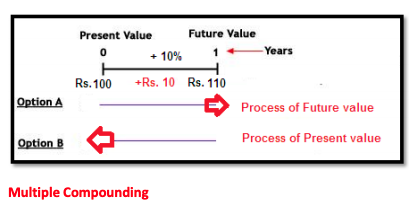 Present Value Future Value
0 + 10% 1 Years
Rs.100 +Rs. 10 Rs. 110
Option A Process of Future value
Option B Process of Present value
Multiple Compounding